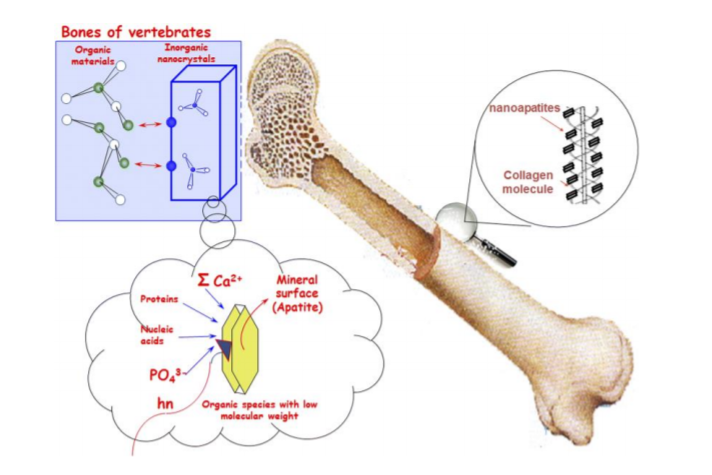 Bones of vertebrates
Organic
materials
Inorganic
nanocrystals
nanoapatites
Collagen
molecule
Σ Ca²⁺
Mineral
surface
(Apatite)
Proteins
Nucleic
acids
PO₄³⁻
hn
Organic species with low
molecular weight